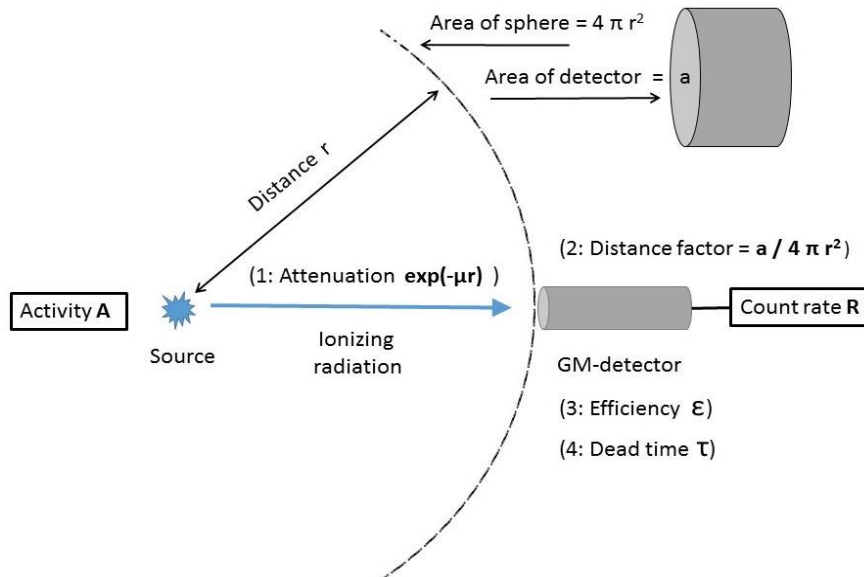 Area of sphere = 4 π r²
Area of detector = a
Distance r
(2: Distance factor = a / 4 π r²)
(1: Attenuation exp(-μr) )
Activity A
Count rate R
Source
Ionizing
radiation
GM-detector
(3: Efficiency ε)
(4: Dead time τ)